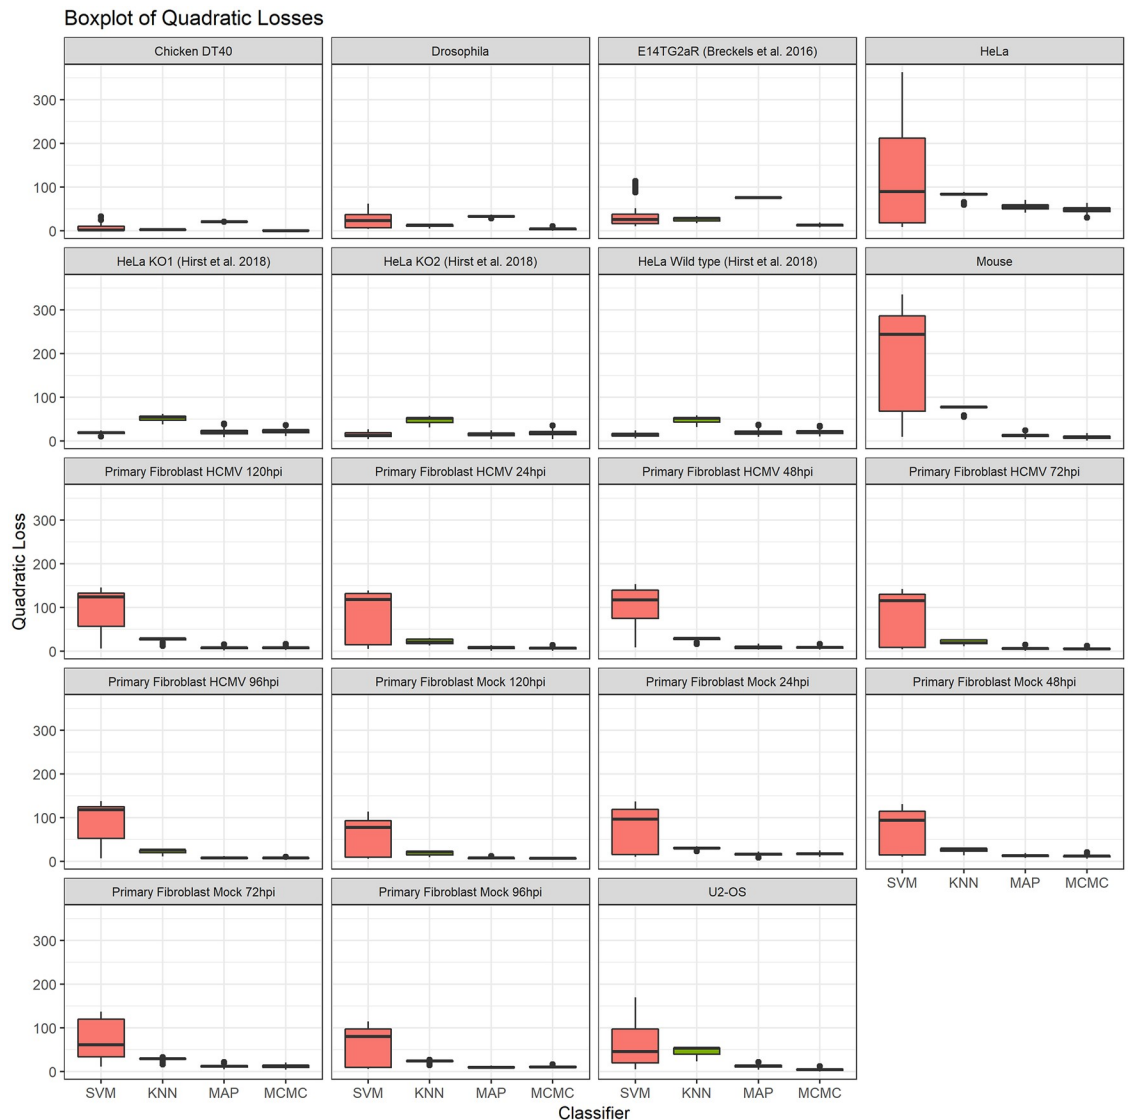 Boxplot of Quadratic Losses
Chicken DT40 Drosophila E14TG2aR (Breckels et al. 2016) HeLa
300
200
100
0
HeLa KO1 (Hirst et al. 2018) HeLa KO2 (Hirst et al. 2018) HeLa Wild type (Hirst et al. 2018) Mouse
300
200
100
0
Primary Fibroblast HCMV 120hpi Primary Fibroblast HCMV 24hpi Primary Fibroblast HCMV 48hpi Primary Fibroblast HCMV 72hpi
300
200
100
0
Quadratic Loss
Primary Fibroblast HCMV 96hpi Primary Fibroblast Mock 120hpi Primary Fibroblast Mock 24hpi Primary Fibroblast Mock 48hpi
300
200
100
0
SVM KNN MAP MCMC
Primary Fibroblast Mock 72hpi Primary Fibroblast Mock 96hpi U2-OS
300
200
100
0
SVM KNN MAP MCMC SVM KNN MAP MCMC SVM KNN MAP MCMC
Classifier